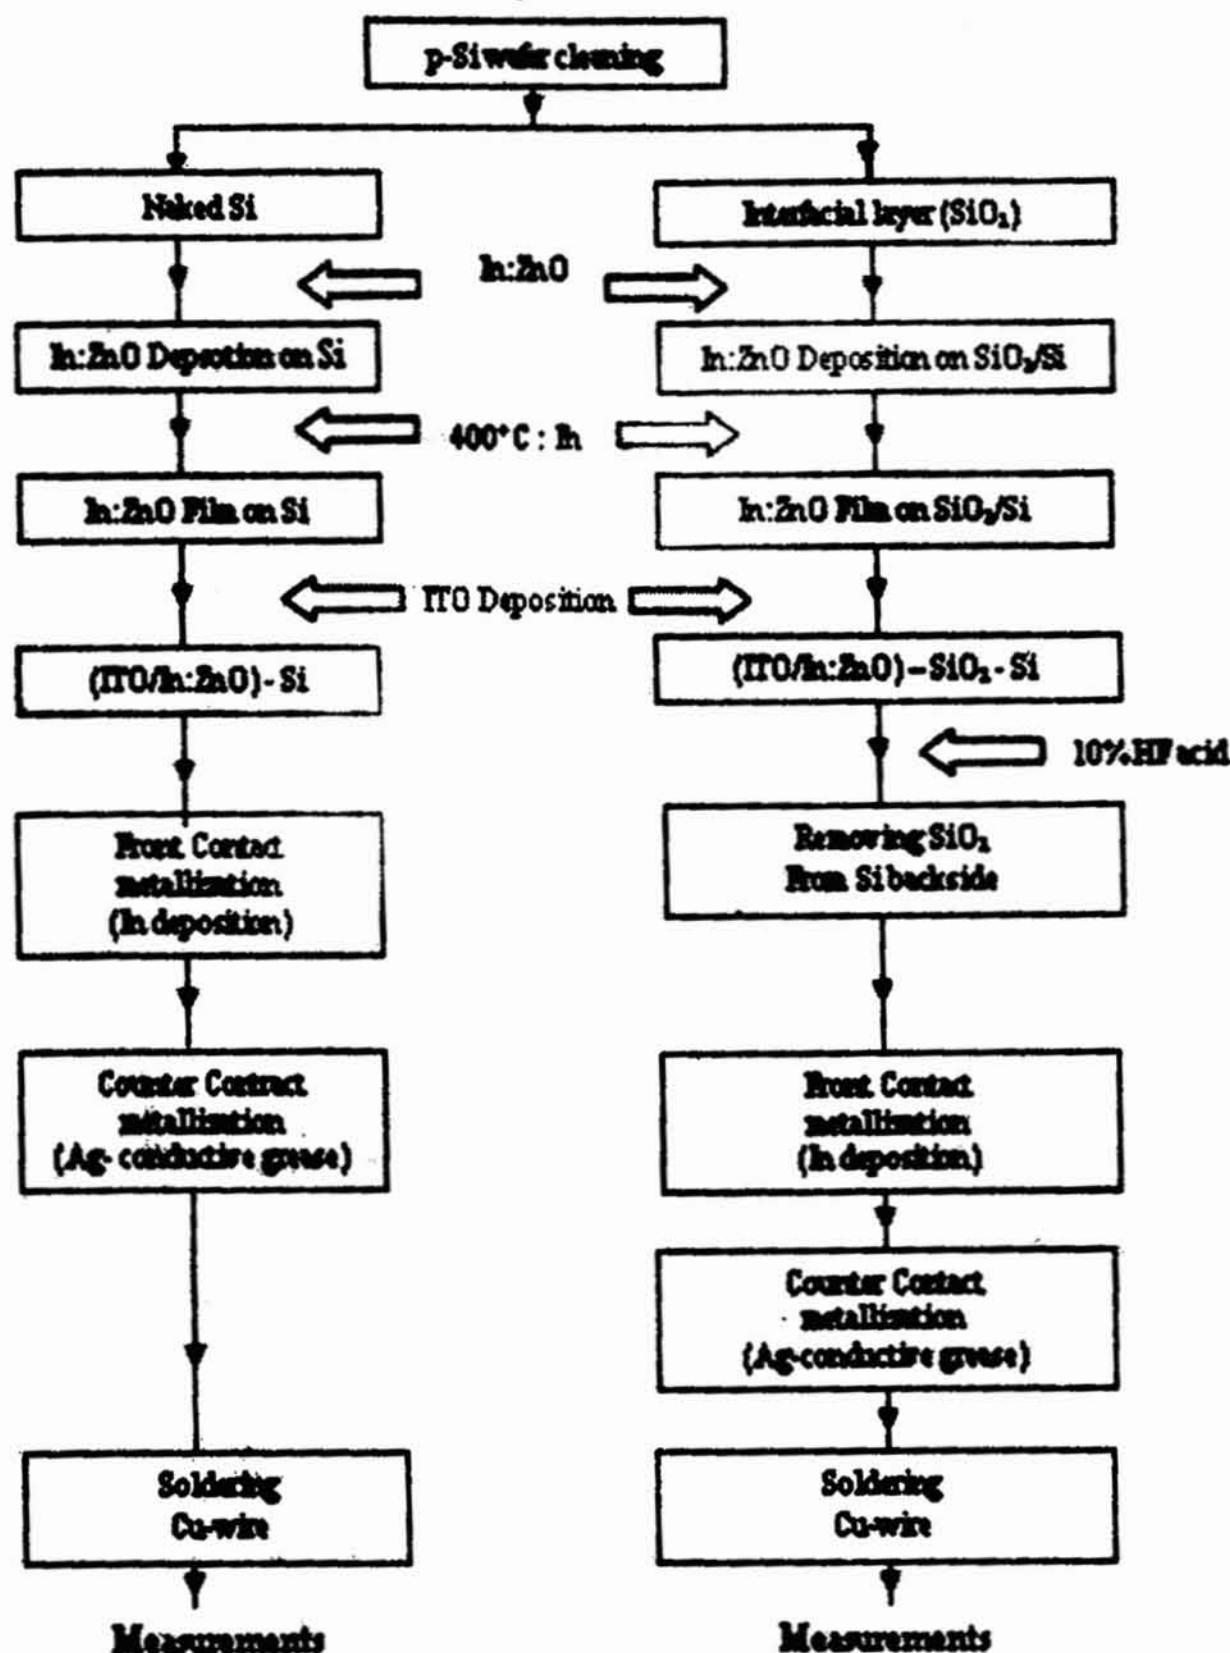 p-Si wafer cleaning
Naked Si
Interfacial layer (SiO₂)
In:ZnO
In:ZnO Depsotion on Si
In:ZnO Deposition on SiO₂/Si
400°C : 1h
In:ZnO Film on Si
In:ZnO Film on SiO₂/Si
ITO Deposition
(ITO/In:ZnO) - Si
(ITO/In:ZnO) – SiO₂ - Si
10% HF acid
Front Contact
metallization
(In deposition)
Removing SiO₂
From Si backside
Counter Contract
metallisation
(Ag- conductive grease)
Front Contact
metallisation
(In deposition)
Counter Contact
metallisation
(Ag-conductive grease)
Soldering
Cu-wire
Soldering
Cu-wire
Measurements
Measurements